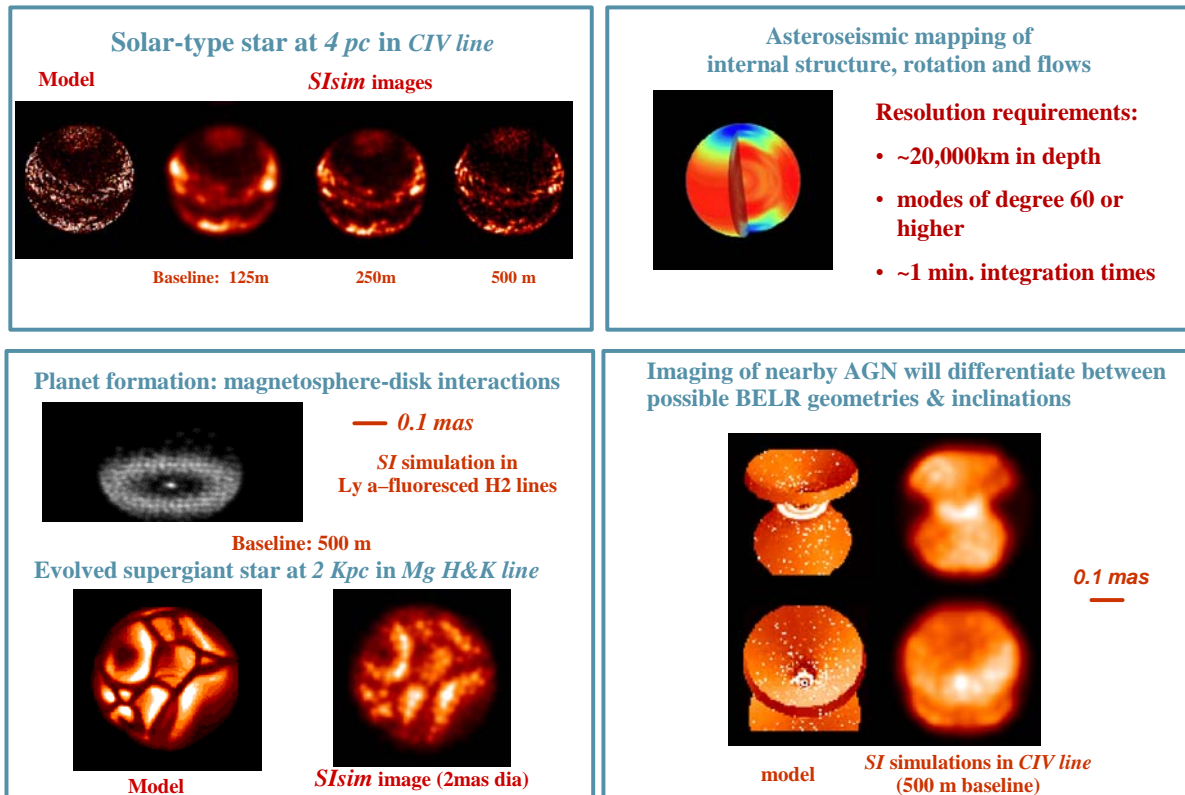 Solar-type star at 4 pc in CIV line
Model
SIsim images
Baseline: 125m
250m
500 m
Asteroseismic mapping of
internal structure, rotation and flows
Resolution requirements:
• ~20,000km in depth
• modes of degree 60 or
higher
• ~1 min. integration times
Planet formation: magnetosphere-disk interactions
0.1 mas
SI simulation in
Ly a–fluoresced H2 lines
Baseline: 500 m
Evolved supergiant star at 2 Kpc in Mg H&K line
Model
SIsim image (2mas dia)
Imaging of nearby AGN will differentiate between
possible BELR geometries & inclinations
0.1 mas
model
SI simulations in CIV line
(500 m baseline)